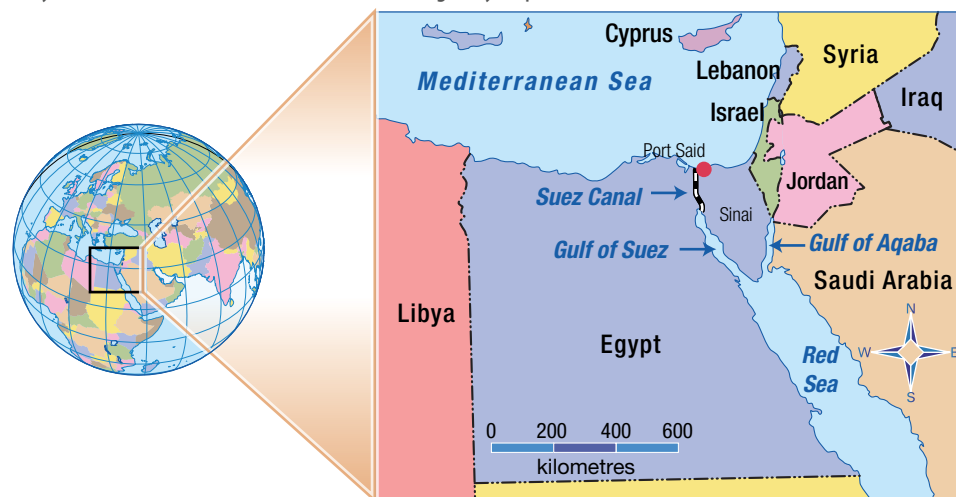 Cyprus
Syria
Mediterranean Sea
Lebanon
Iraq
Israel
Port Said
Jordan
Suez Canal
Sinai
Gulf of Suez
Gulf of Aqaba
Saudi Arabia
Libya
N
Egypt
Red
Sea
W
E
S
0 200 400 600
kilometres